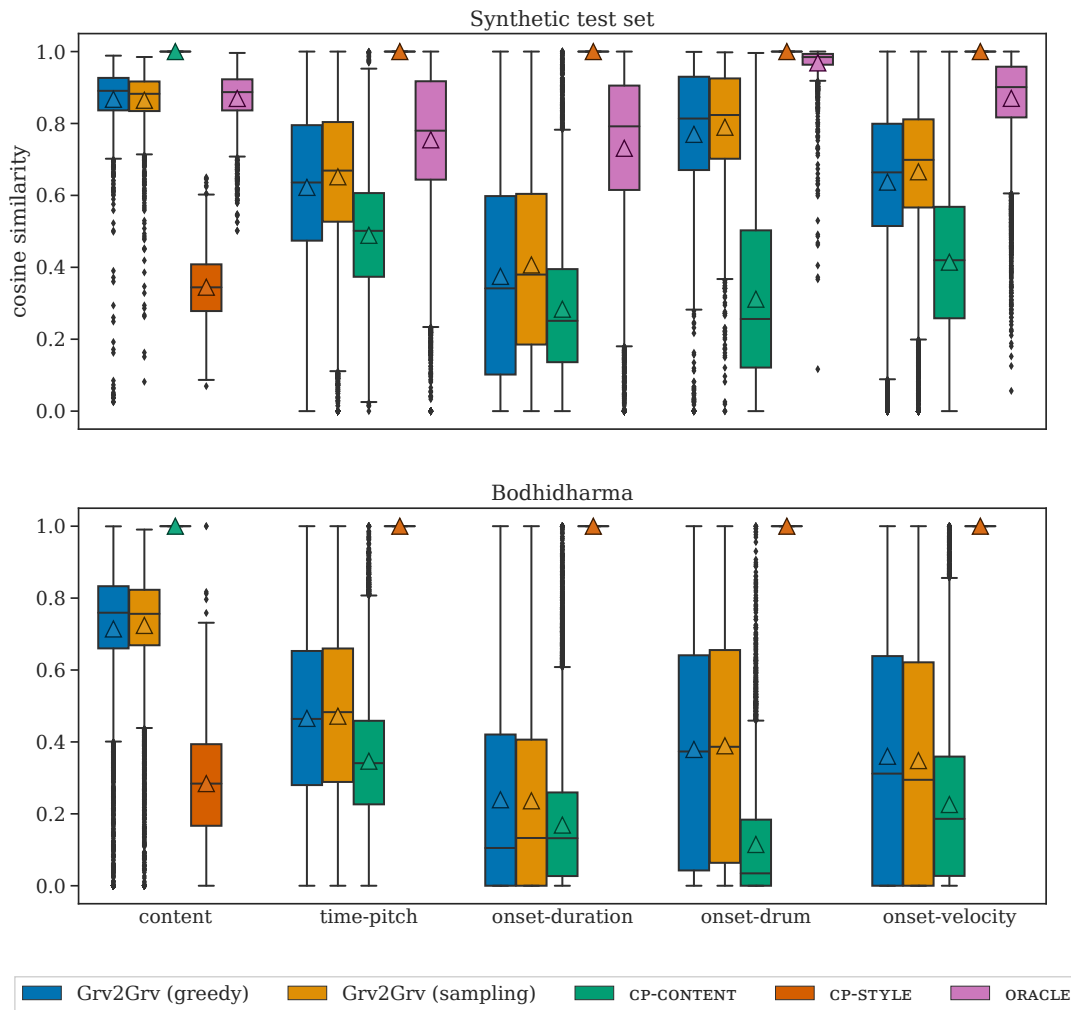 Synthetic test set
cosine similarity
1.0
0.8
0.6
0.4
0.2
0.0
Bodhidharma
1.0
0.8
0.6
0.4
0.2
0.0
content time-pitch onset-duration onset-drum onset-velocity
Grv2Grv (greedy) Grv2Grv (sampling) CP-CONTENT CP-STYLE ORACLE